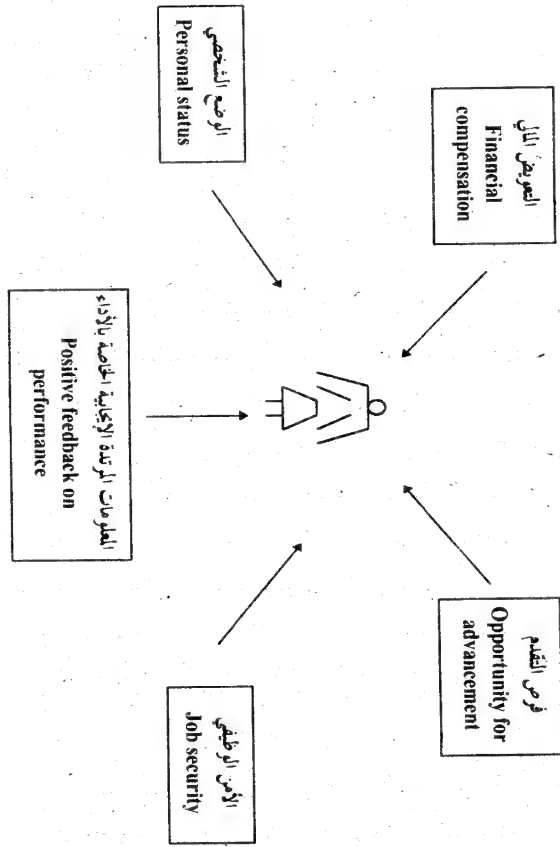 التعويض المالي
Financial
compensation
فرص التقدم
Opportunity for
advancement
الوضع الشخصي
Personal status
الأمن الوظيفي
Job security
المعلومات المرتدة الإيجابية الخاصة بالأداء
Positive feedback on
performance